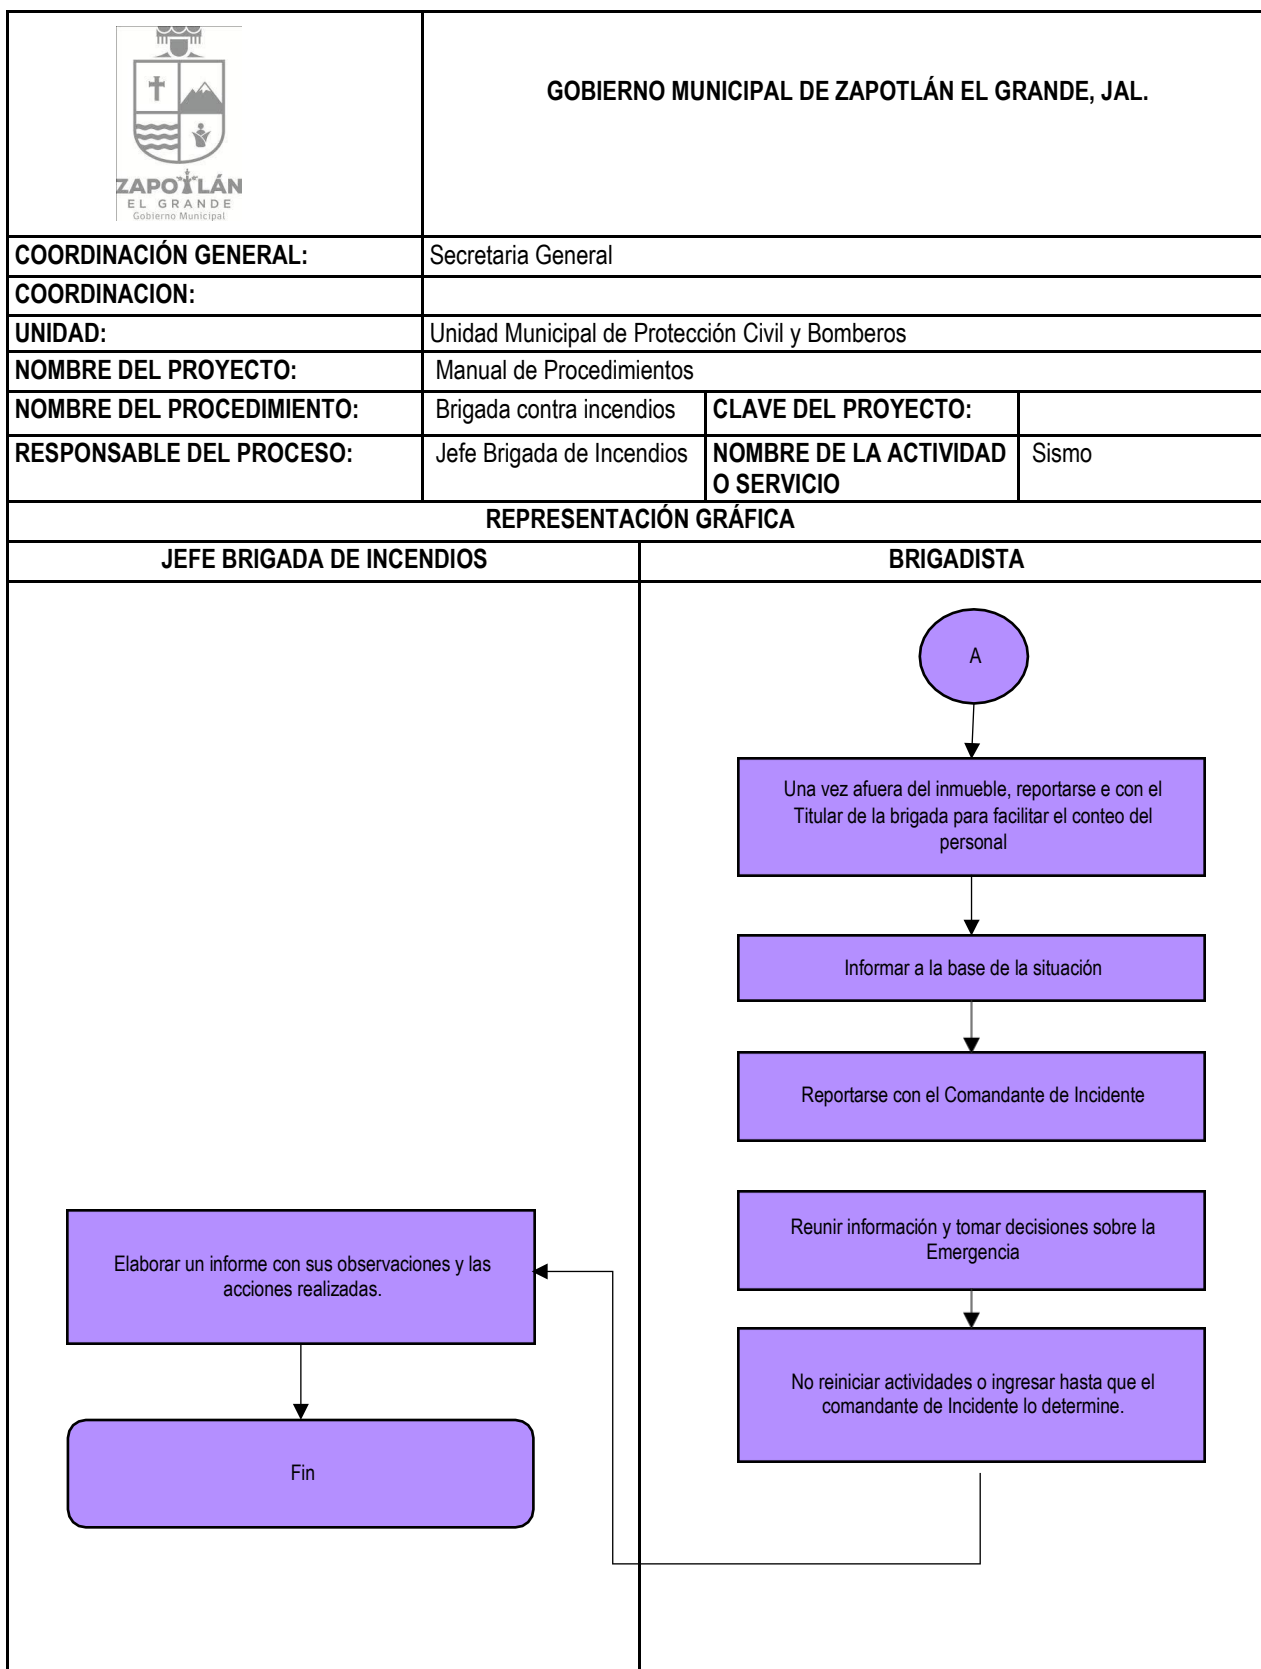 ZAPOTLÁN
EL GRANDE
Gobierno Municipal
GOBIERNO MUNICIPAL DE ZAPOTLÁN EL GRANDE, JAL.
COORDINACIÓN GENERAL: Secretaria General
COORDINACION:
UNIDAD: Unidad Municipal de Protección Civil y Bomberos
NOMBRE DEL PROYECTO: Manual de Procedimientos
NOMBRE DEL PROCEDIMIENTO: Brigada contra incendios CLAVE DEL PROYECTO:
RESPONSABLE DEL PROCESO: Jefe Brigada de Incendios NOMBRE DE LA ACTIVIDAD Sismo
O SERVICIO
REPRESENTACIÓN GRÁFICA
JEFE BRIGADA DE INCENDIOS BRIGADISTA
A
Una vez afuera del inmueble, reportarse e con el
Titular de la brigada para facilitar el conteo del
personal
Informar a la base de la situación
Reportarse con el Comandante de Incidente
Reunir información y tomar decisiones sobre la
Emergencia
No reiniciar actividades o ingresar hasta que el
comandante de Incidente lo determine.
Elaborar un informe con sus observaciones y las
acciones realizadas.
Fin